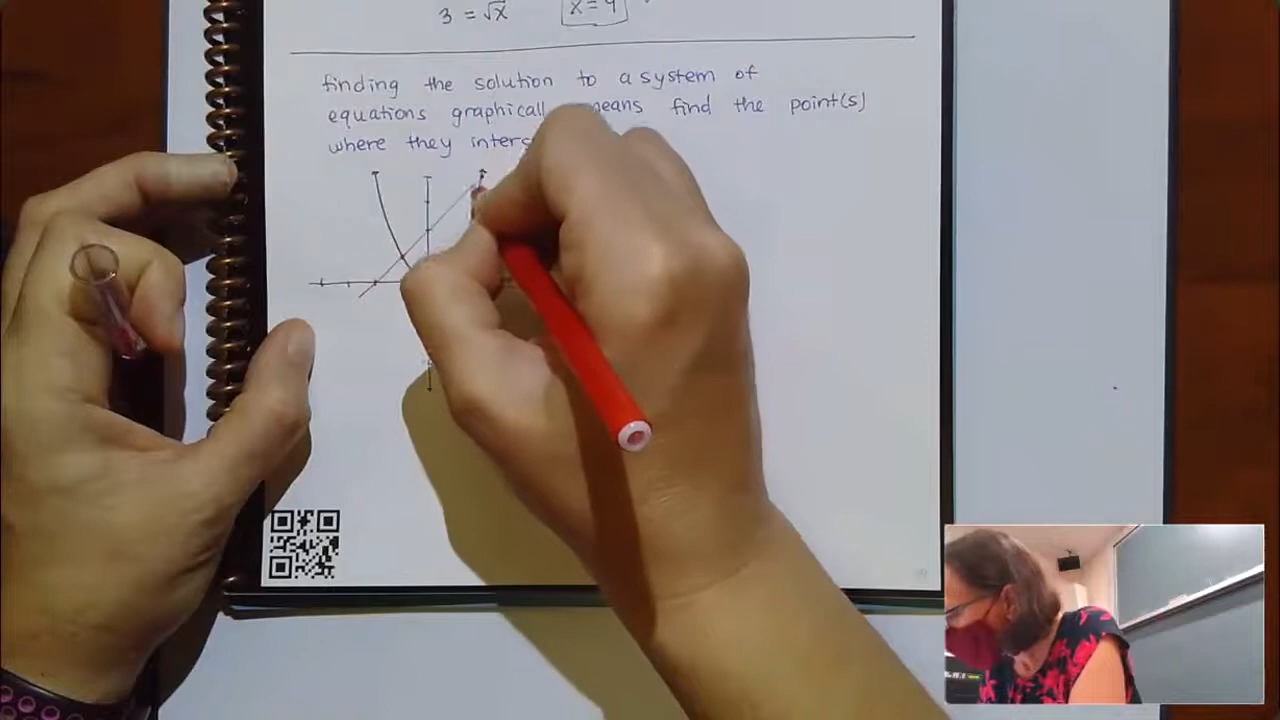 3 = √x x = 9
finding the solution to a system of
equations graphicall means find the point(s)
where they inters